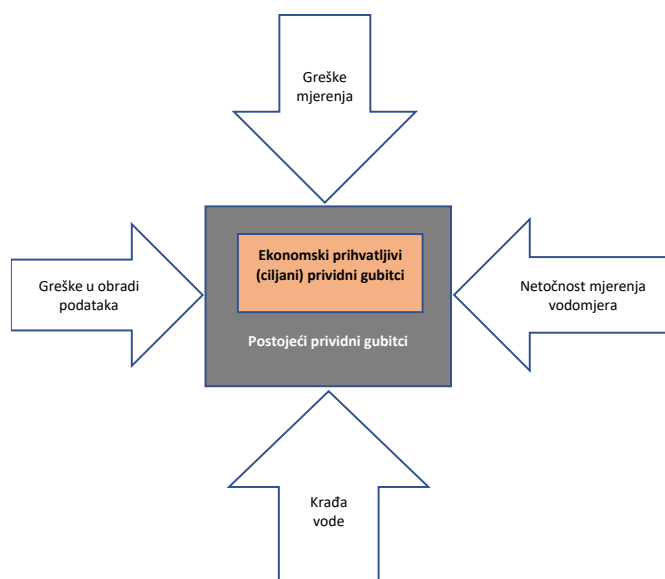 Greške
mjerenja
Ekonomski prihvatljivi
(ciljani) prividni gubitci
Greške u obradi
podataka
Netočnost mjerenja
vodomjera
Postojeći prividni gubitci
Krađa
vode